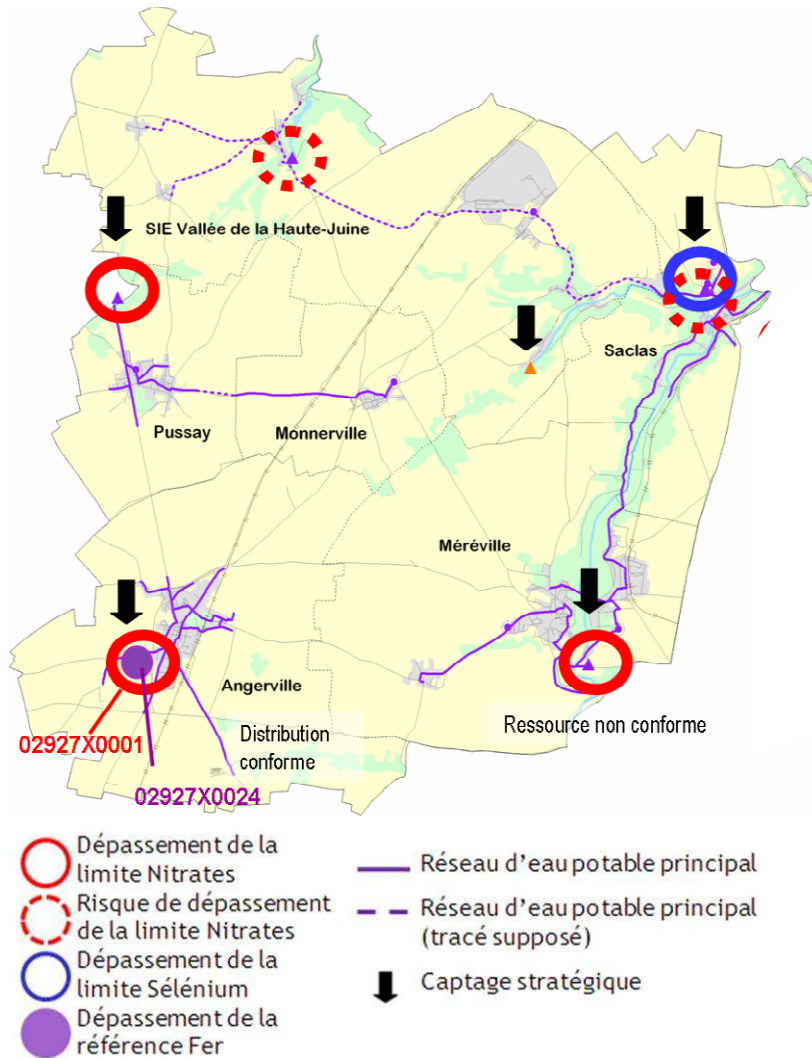 SIE Vallée de la Haute-Juine
Saclas
Pussay
Monnerville
Méréville
Angerville
Ressource non conforme
Distribution
conforme
02927X0001
02927X0024
Dépassement de la
limite Nitrates
Risque de dépassement
de la limite Nitrates
Dépassement de la
limite Sélénium
Dépassement de la
référence Fer
Réseau d'eau potable principal
Réseau d'eau potable principal
(tracé supposé)
Captage stratégique